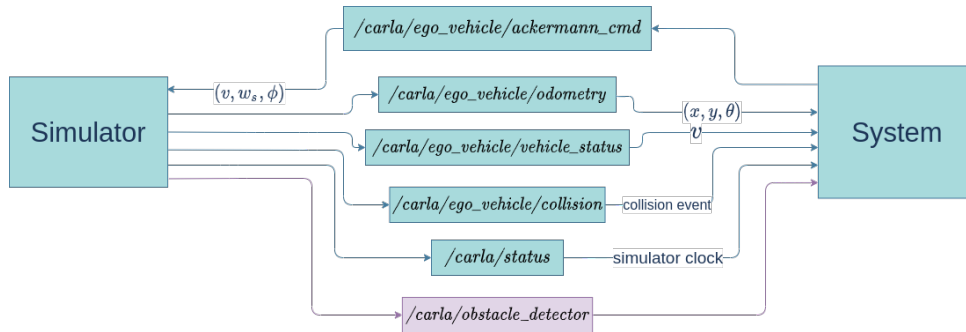 /carla/ego_vehicle/ackermann_cmd
(v, w_s, ϕ)
/carla/ego_vehicle/odometry
(x, y, θ)
Simulator
System
/carla/ego_vehicle/vehicle_status
v
/carla/ego_vehicle/collision
collision event
/carla/status
simulator clock
/carla/obstacle_detector